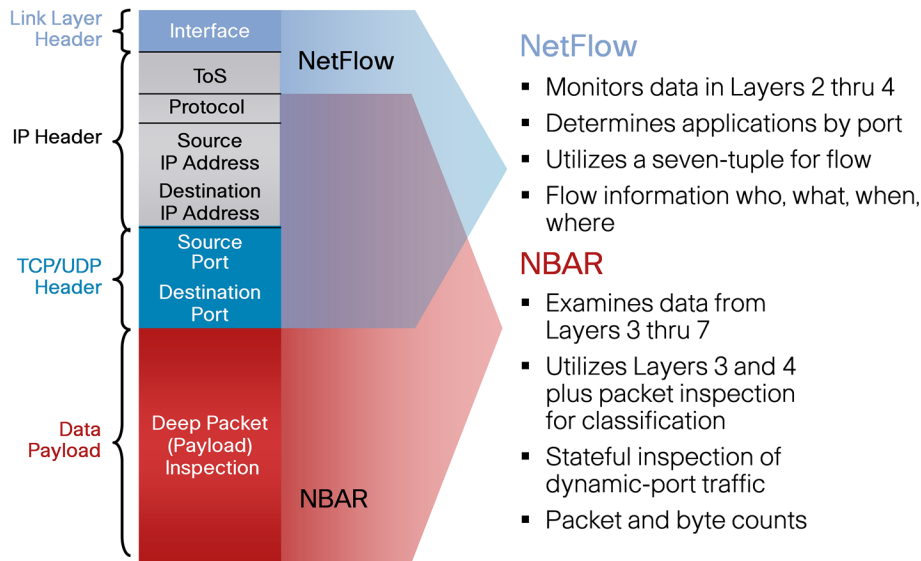 Link Layer
Header
Interface
NetFlow
IP Header
ToS
Protocol
Source
IP Address
Destination
IP Address
TCP/UDP
Header
Source
Port
Destination
Port
Data
Payload
Deep Packet
(Payload)
Inspection
NBAR
NetFlow
▪ Monitors data in Layers 2 thru 4
▪ Determines applications by port
▪ Utilizes a seven-tuple for flow
▪ Flow information who, what, when,
where
NBAR
▪ Examines data from
Layers 3 thru 7
▪ Utilizes Layers 3 and 4
plus packet inspection
for classification
▪ Stateful inspection of
dynamic-port traffic
▪ Packet and byte counts